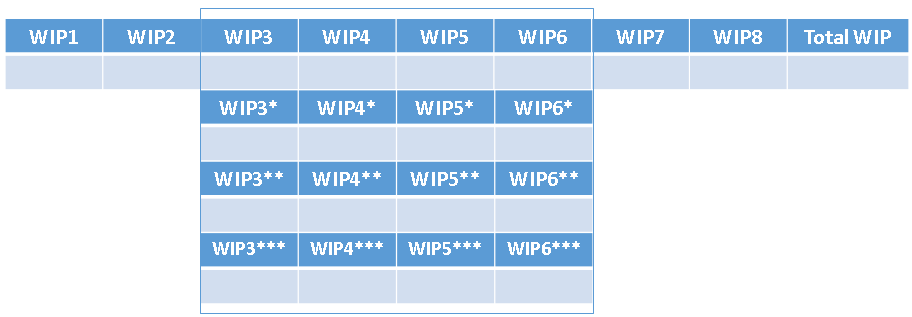 WIP1 WIP2 WIP3 WIP4 WIP5 WIP6 WIP7 WIP8 Total WIP
WIP3* WIP4* WIP5* WIP6*
WIP3** WIP4** WIP5** WIP6**
WIP3*** WIP4*** WIP5*** WIP6***